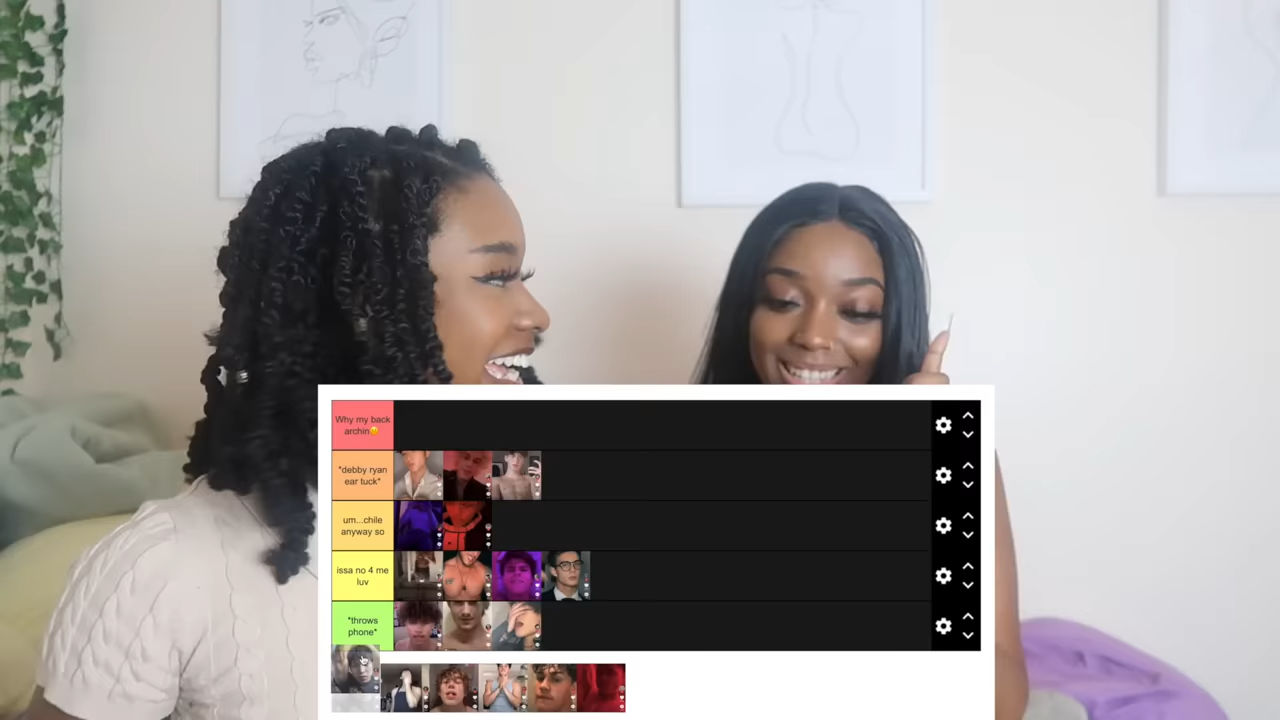 Why my back
archin😕
*debby ryan
ear tuck*
um...chile
anyway so
issa no 4 me
luv
*throws
phone*